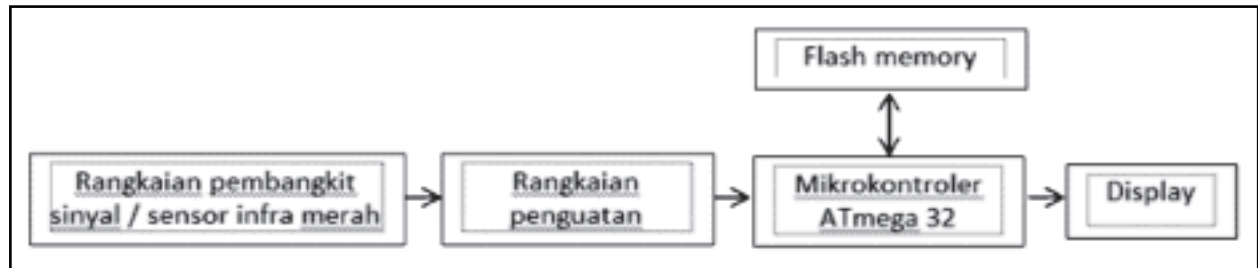 Flash memory
Rangkaian pembangkit
sinyal / sensor infra merah
Rangkaian
penguatan
Mikrokontroler
ATmega 32
Display